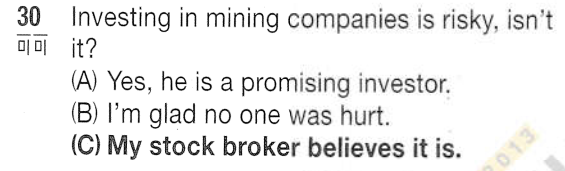 30 Investing in mining companies is risky, isn't
미미 it?
(A) Yes, he is a promising investor.
(B) I'm glad no one was hurt.
(C) My stock broker believes it is.
2013